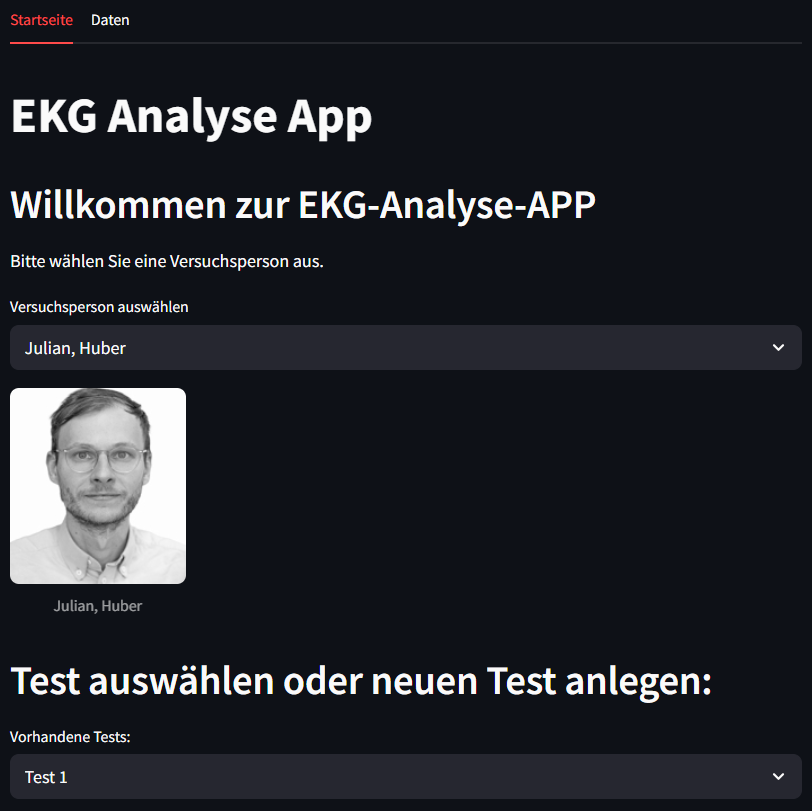 Startseite Daten
EKG Analyse App
Willkommen zur EKG-Analyse-APP
Bitte wählen Sie eine Versuchsperson aus.
Versuchsperson auswählen
Julian, Huber
Julian, Huber
Test auswählen oder neuen Test anlegen:
Vorhandene Tests:
Test 1